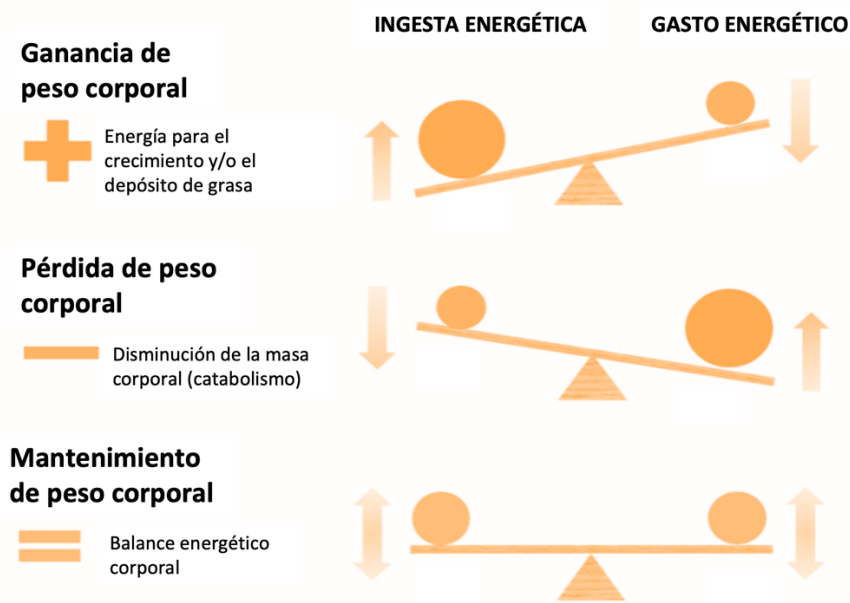 INGESTA ENERGÉTICA
GASTO ENERGÉTICO
Ganancia de
peso corporal
Energía para el
crecimiento y/o el
depósito de grasa
Pérdida de peso
corporal
Disminución de la masa
corporal (catabolismo)
Mantenimiento
de peso corporal
Balance energético
corporal